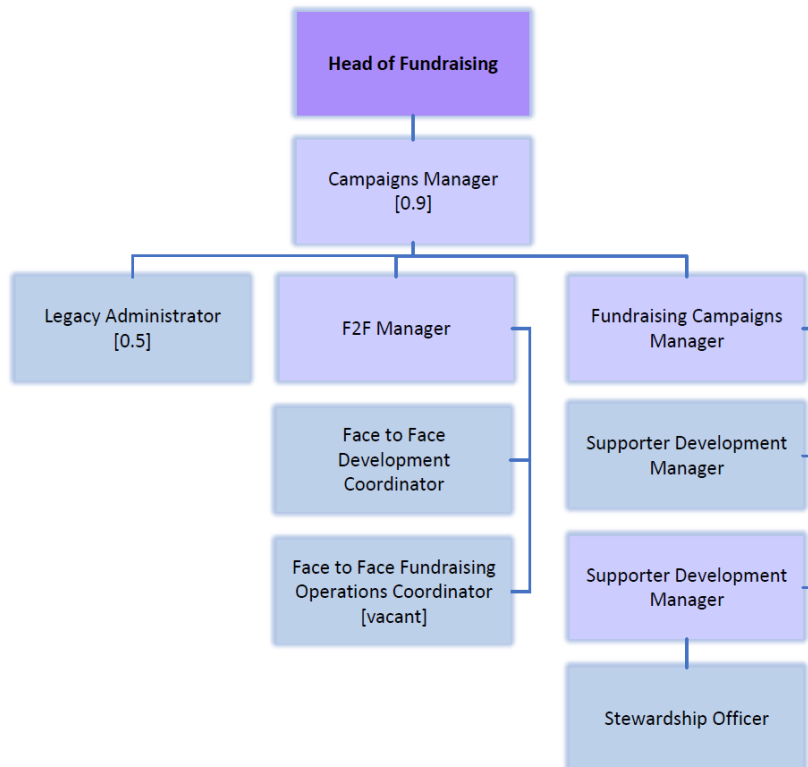 Head of Fundraising
Campaigns Manager
[0.9]
Legacy Administrator
[0.5]
F2F Manager
Fundraising Campaigns
Manager
Face to Face
Development
Coordinator
Supporter Development
Manager
Face to Face Fundraising
Operations Coordinator
[vacant]
Supporter Development
Manager
Stewardship Officer